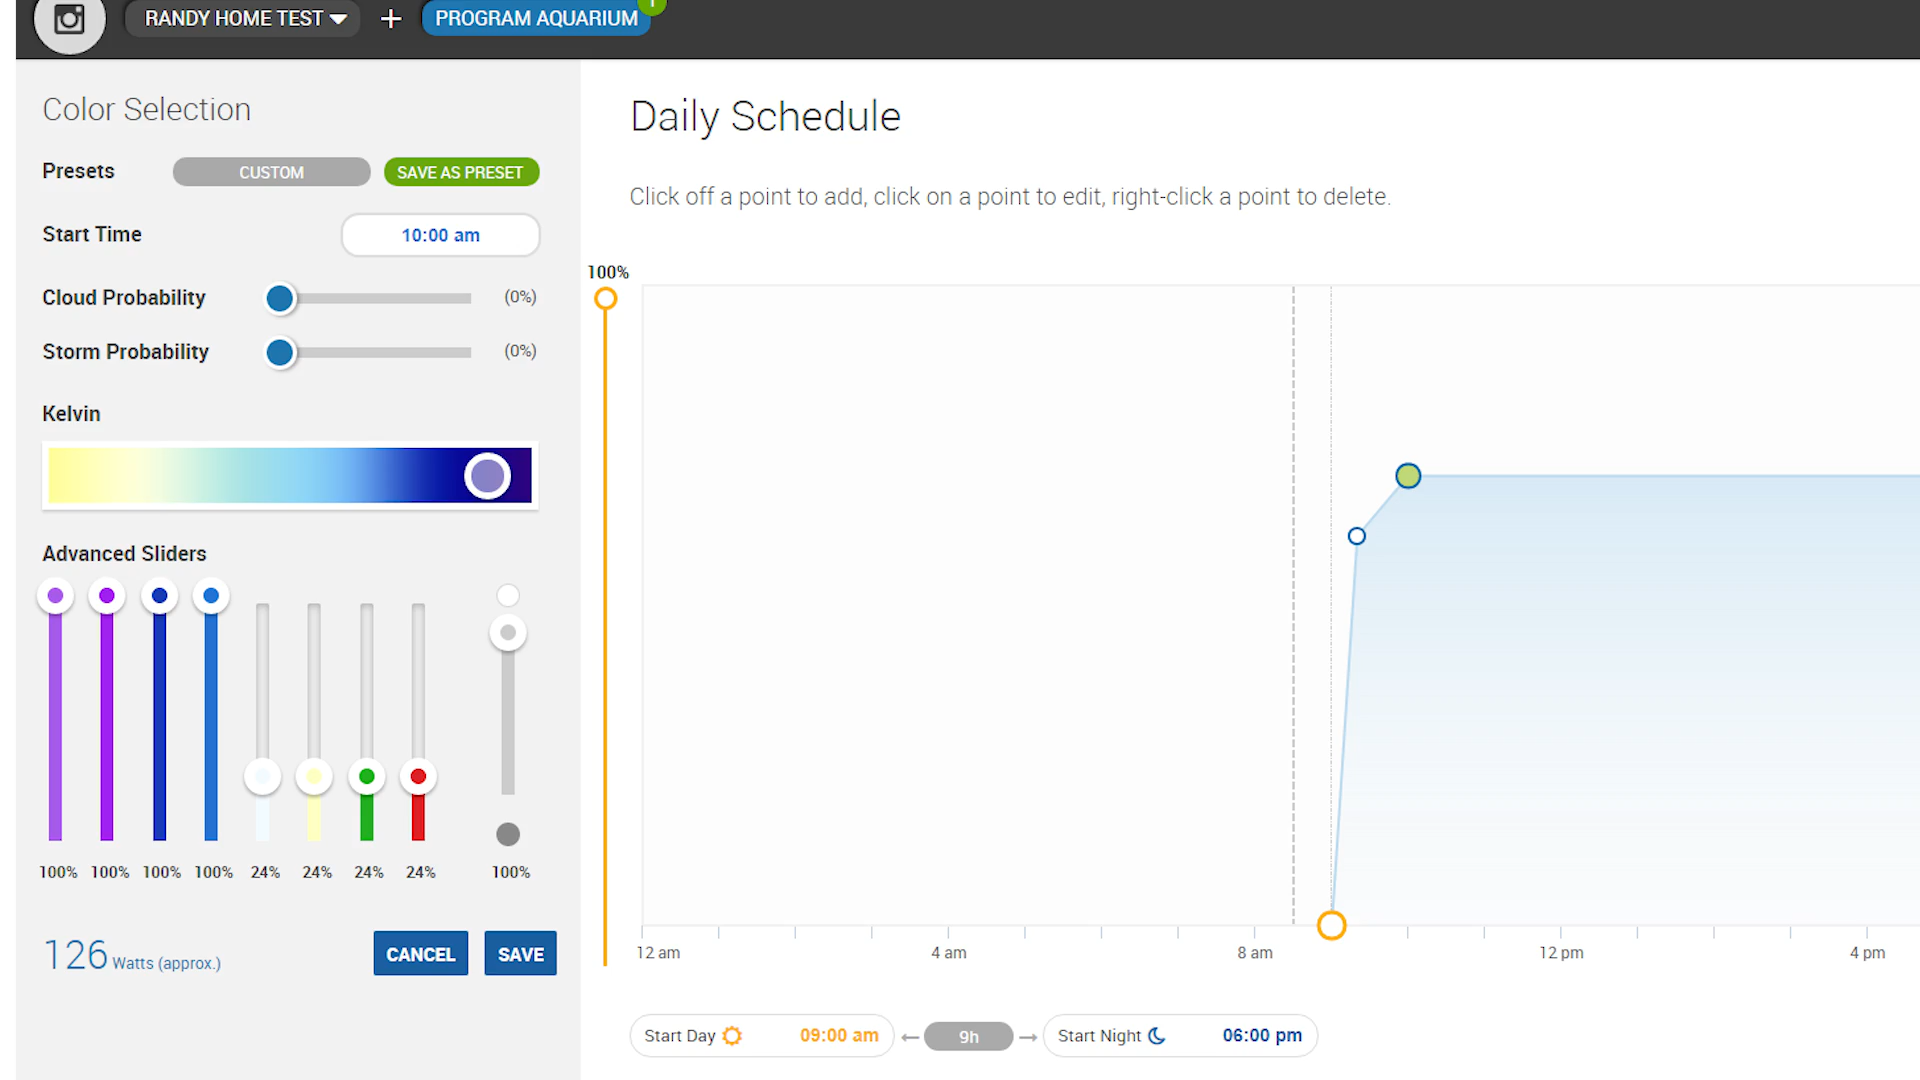 RANDY HOME TEST
PROGRAM AQUARIUM
Color Selection
Presets CUSTOM SAVE AS PRESET
Start Time 10:00 am
Cloud Probability (0%)
Storm Probability (0%)
Kelvin
Advanced Sliders
100% 100% 100% 100% 24% 24% 24% 24% 100%
126 Watts (approx.) CANCEL SAVE
Daily Schedule
Click off a point to add, click on a point to edit, right-click a point to delete.
100%
12 am 4 am 8 am 12 pm 4 pm
Start Day 09:00 am 9h Start Night 06:00 pm